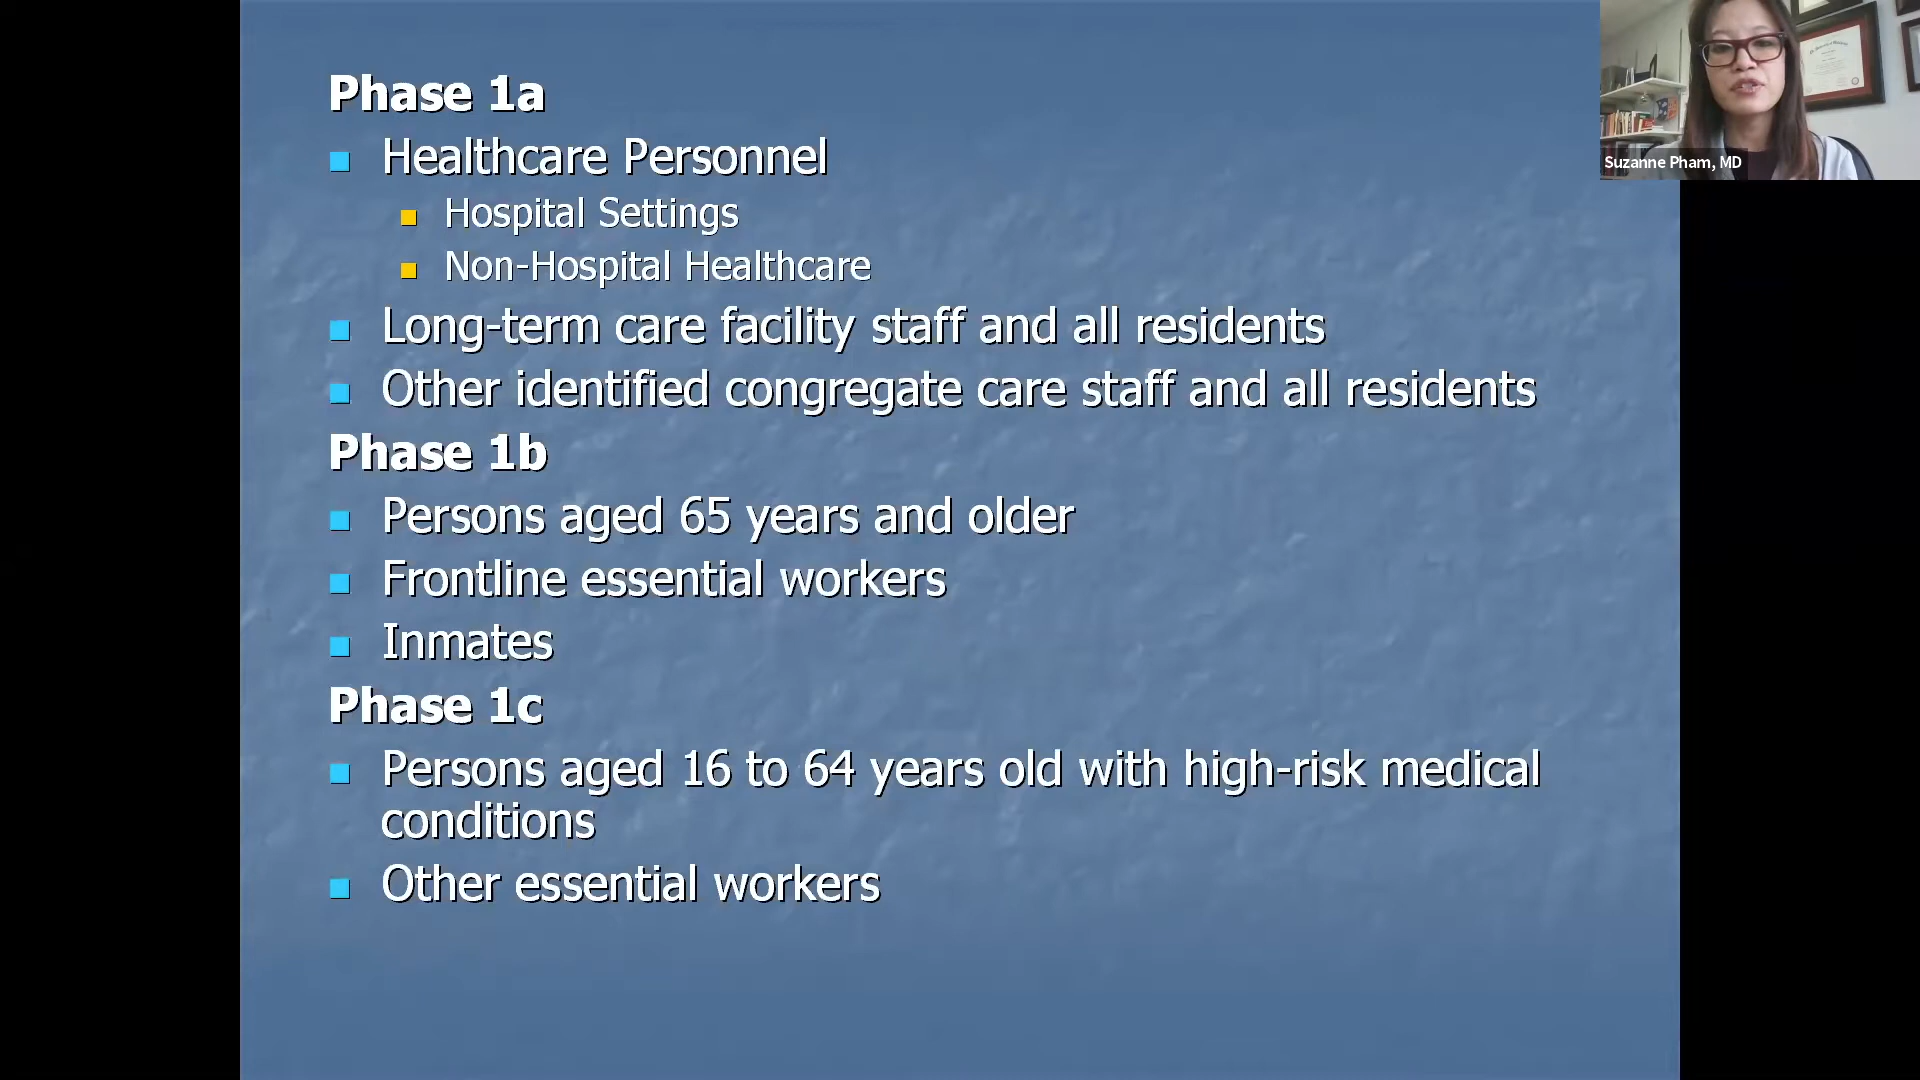 Phase 1a
Healthcare Personnel
Hospital Settings
Non-Hospital Healthcare
Long-term care facility staff and all residents
Other identified congregate care staff and all residents
Phase 1b
Persons aged 65 years and older
Frontline essential workers
Inmates
Phase 1c
Persons aged 16 to 64 years old with high-risk medical
conditions
Other essential workers
Suzanne Pham, MD